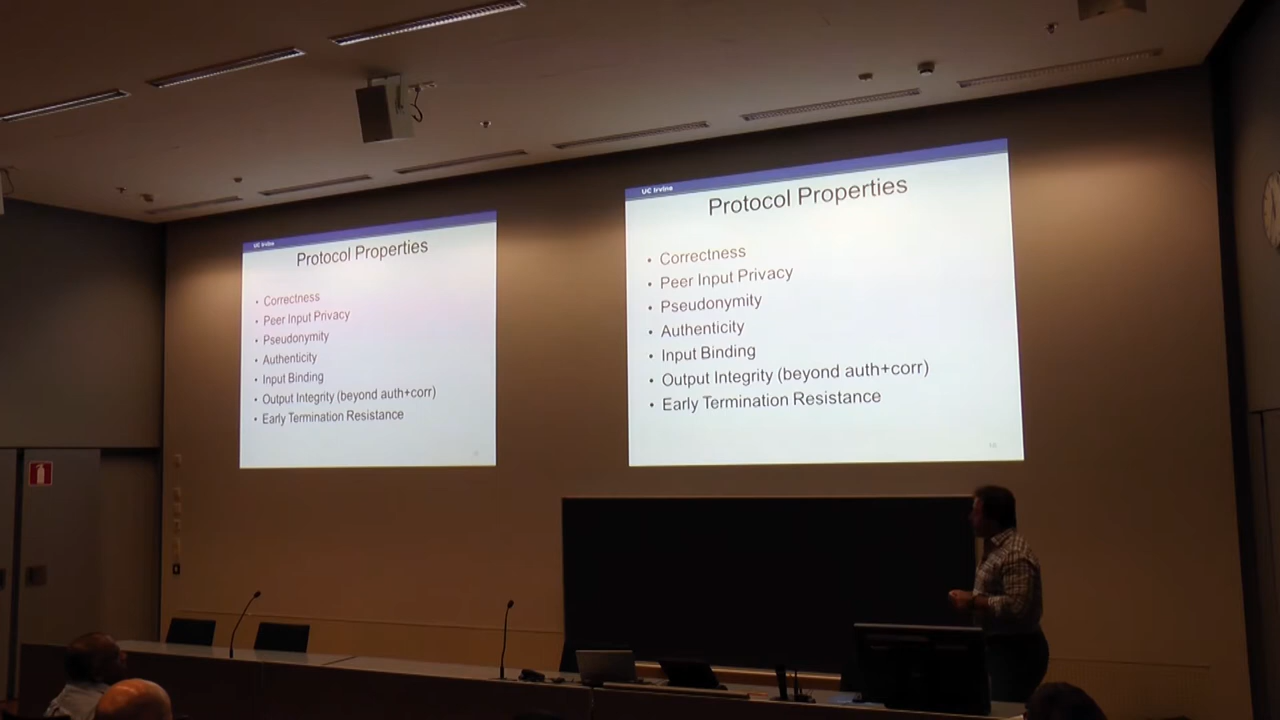 UC Irvine
Protocol Properties
• Correctness
• Peer Input Privacy
• Pseudonymity
• Authenticity
• Input Binding
• Output Integrity (beyond auth+corr)
• Early Termination Resistance
UC Irvine
Protocol Properties
• Correctness
• Peer Input Privacy
• Pseudonymity
• Authenticity
• Input Binding
• Output Integrity (beyond auth+corr)
• Early Termination Resistance